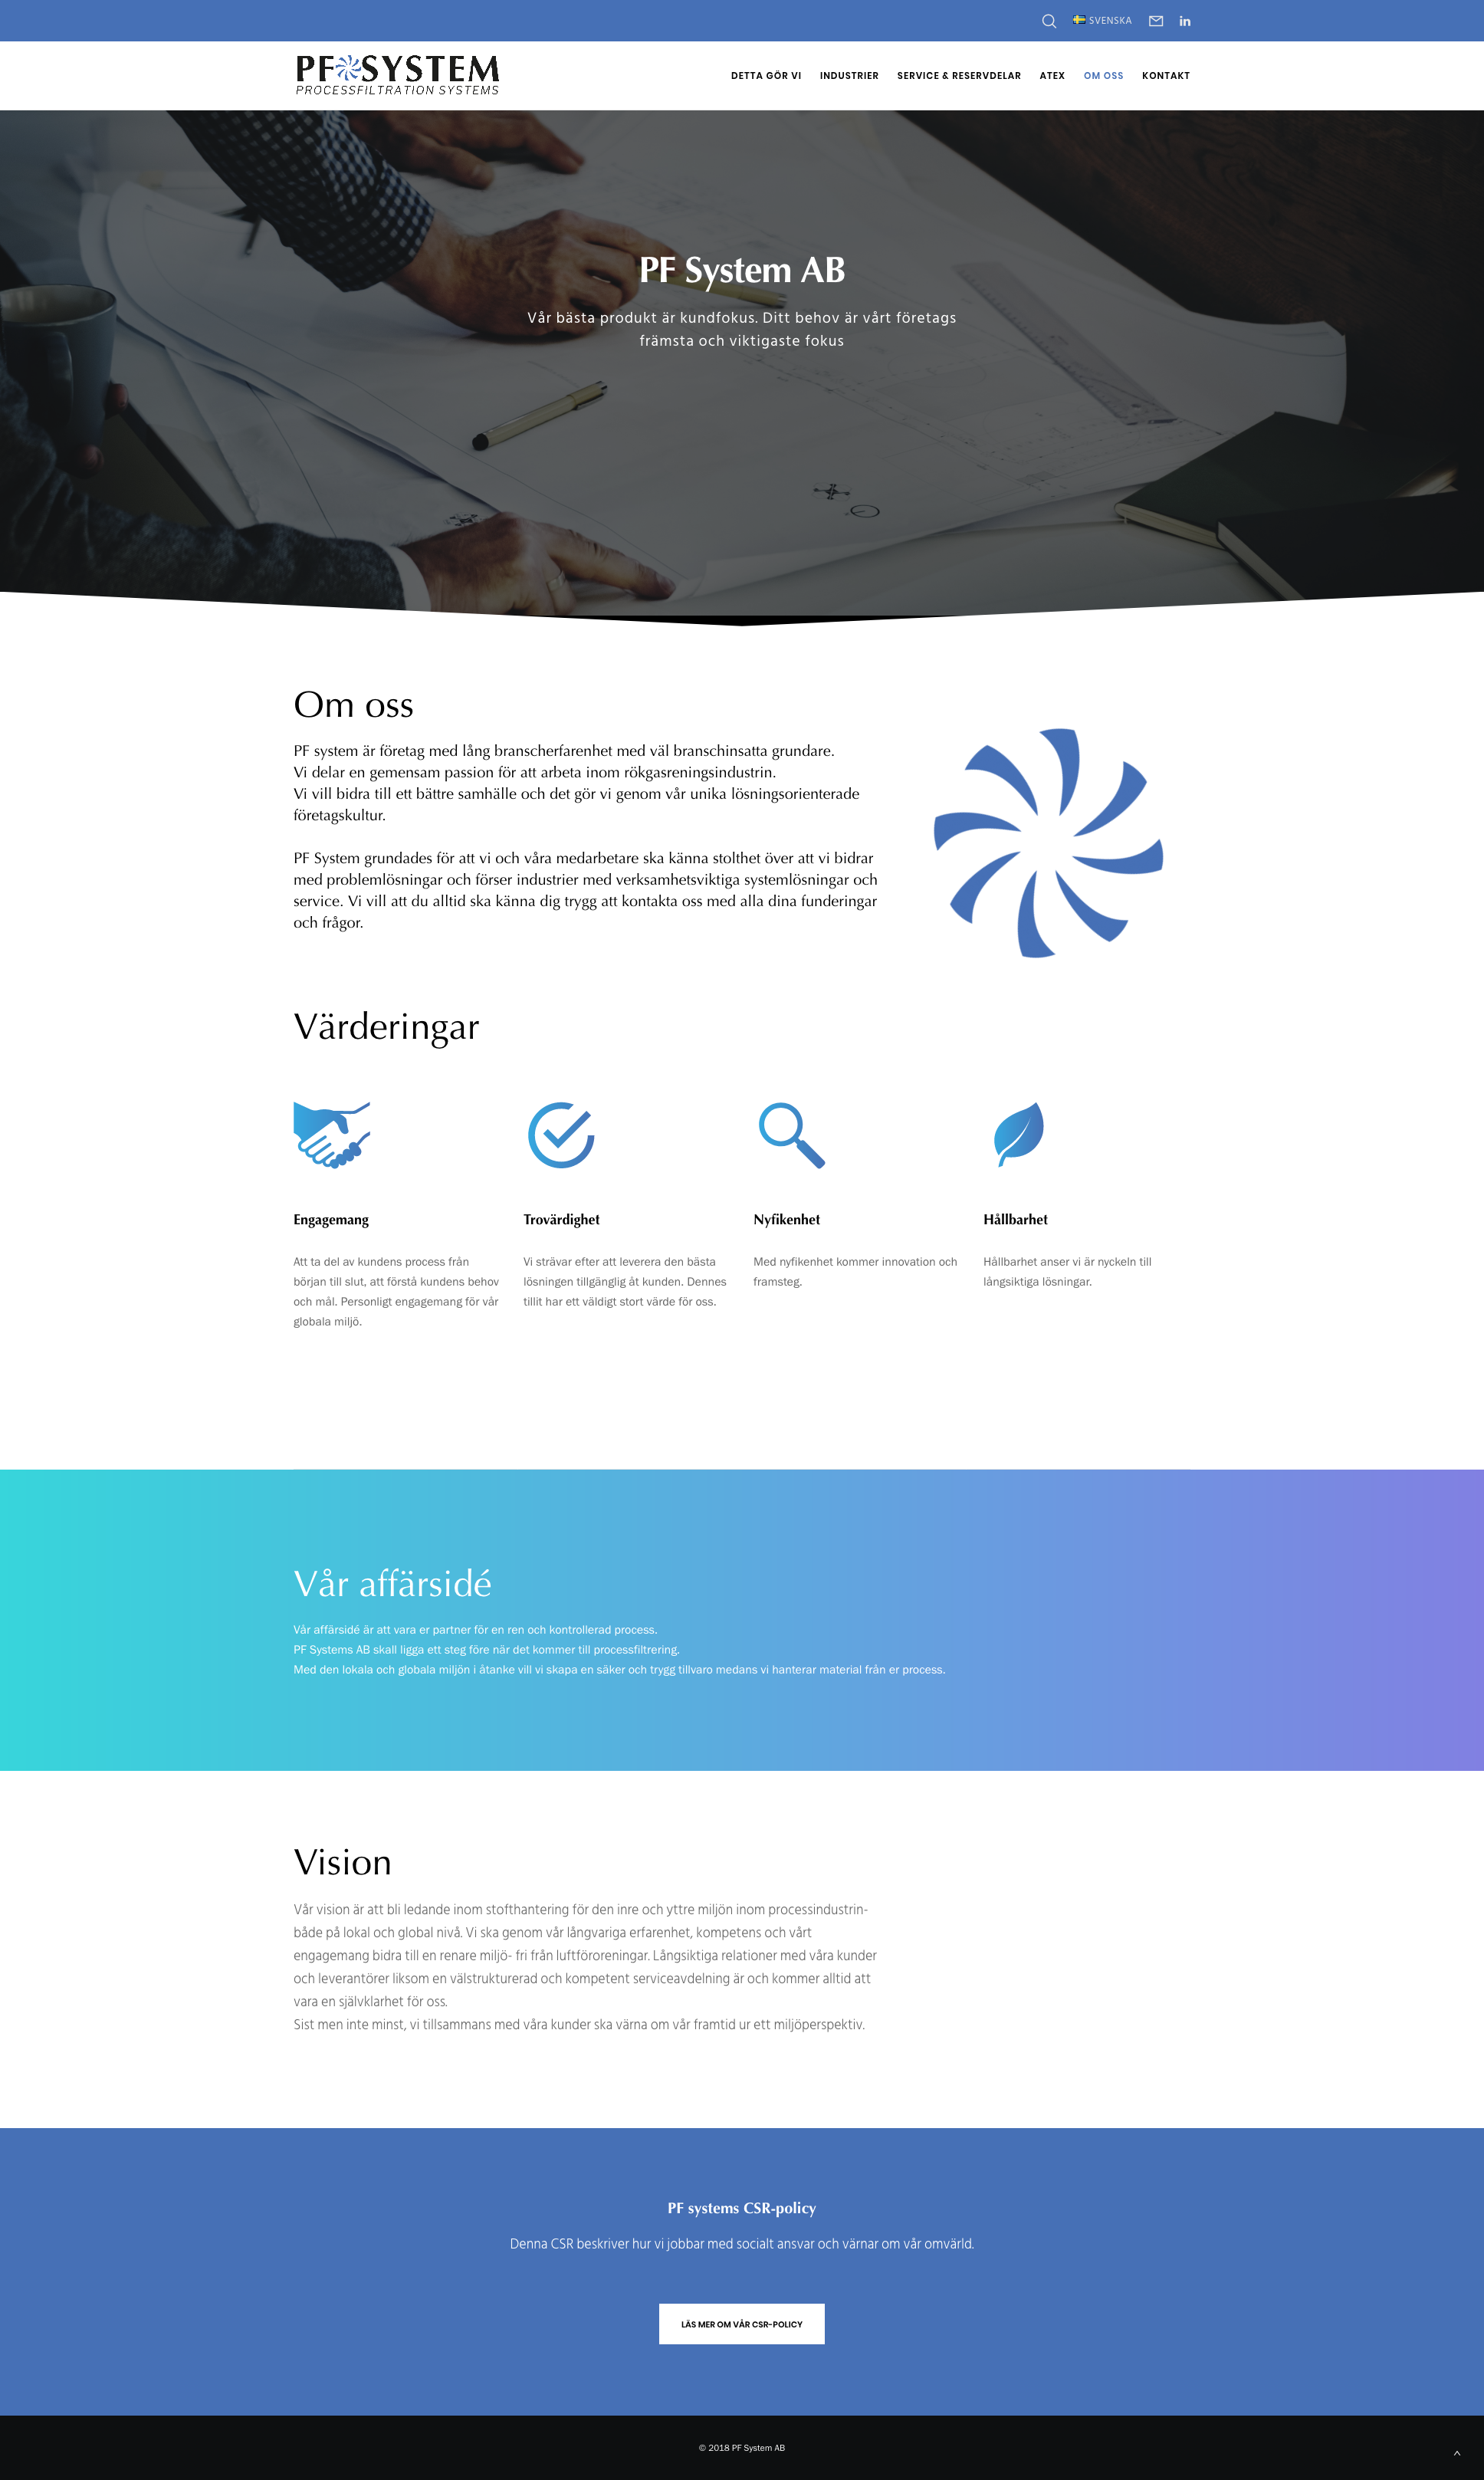 SVENSKA
in
PF SYSTEM
PROCESSFILTRATION SYSTEMS
DETTA GÖR VI INDUSTRIER SERVICE & RESERVDELAR ATEX OM OSS KONTAKT
PF System AB
Vår bästa produkt är kundfokus. Ditt behov är vårt företags
främsta och viktigaste fokus
Om oss
PF system är företag med lång branscherfarenhet med väl branschinsatta grundare.
Vi delar en gemensam passion för att arbeta inom rökgasreningsindustrin.
Vi vill bidra till ett bättre samhälle och det gör vi genom vår unika lösningsorienterade
företagskultur.
PF System grundades för att vi och våra medarbetare ska känna stolthet över att vi bidrar
med problemlösningar och förser industrier med verksamhetsviktiga systemlösningar och
service. Vi vill att du alltid ska känna dig trygg att kontakta oss med alla dina funderingar
och frågor.
Värderingar
Engagemang
Att ta del av kundens process från
början till slut, att förstå kundens behov
och mål. Personligt engagemang för vår
globala miljö.
Trovärdighet
Vi strävar efter att leverera den bästa
lösningen tillgänglig åt kunden. Dennes
tillit har ett väldigt stort värde för oss.
Nyfikenhet
Med nyfikenhet kommer innovation och
framsteg.
Hållbarhet
Hållbarhet anser vi är nyckeln till
långsiktiga lösningar.
Vår affärsidé
Vår affärsidé är att vara er partner för en ren och kontrollerad process.
PF Systems AB skall ligga ett steg före när det kommer till processfiltrering.
Med den lokala och globala miljön i åtanke vill vi skapa en säker och trygg tillvaro medans vi hanterar material från er process.
Vision
Vår vision är att bli ledande inom stofthantering för den inre och yttre miljön inom processindustrin-
både på lokal och global nivå. Vi ska genom vår långvariga erfarenhet, kompetens och vårt
engagemang bidra till en renare miljö- fri från luftföroreningar. Långsiktiga relationer med våra kunder
och leverantörer liksom en välstrukturerad och kompetent serviceavdelning är och kommer alltid att
vara en självklarhet för oss.
Sist men inte minst, vi tillsammans med våra kunder ska värna om vår framtid ur ett miljöperspektiv.
PF systems CSR-policy
Denna CSR beskriver hur vi jobbar med socialt ansvar och värnar om vår omvärld.
LÄS MER OM VÅR CSR-POLICY
© 2018 PF System AB